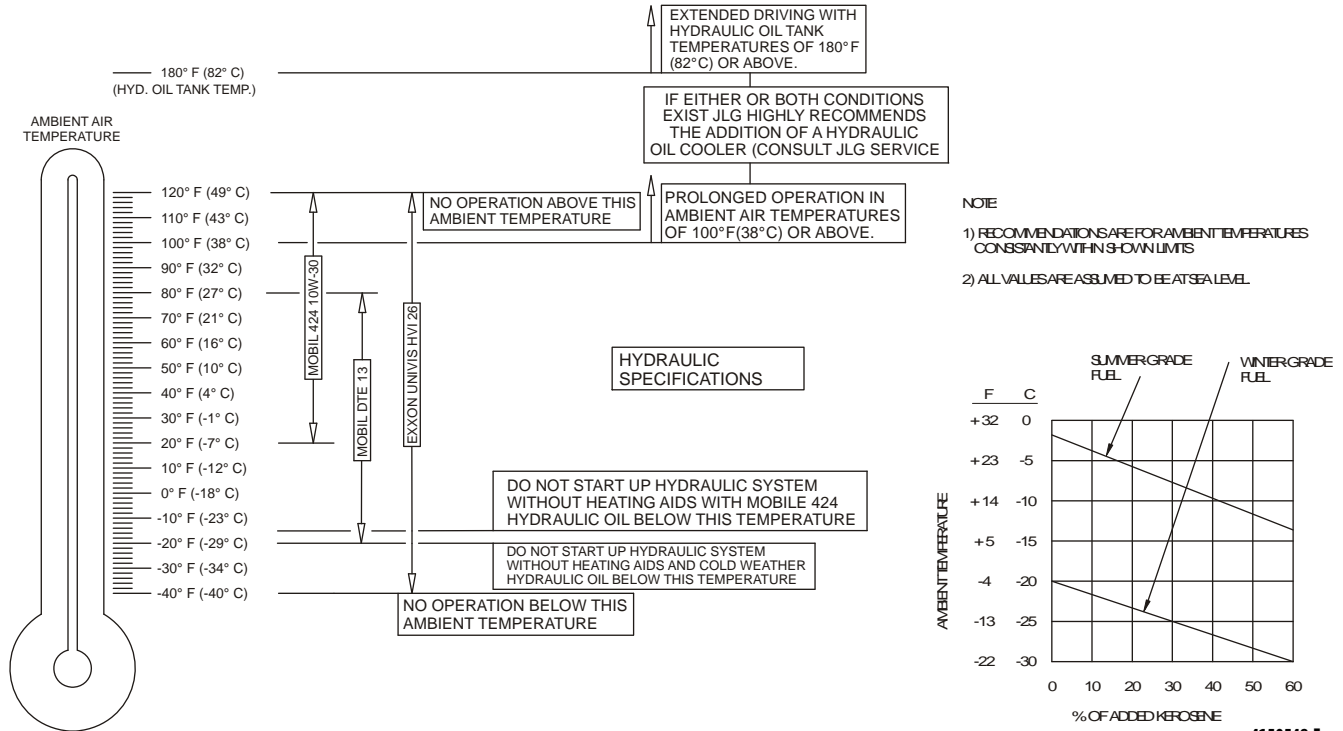 EXTENDED DRIVING WITH
HYDRAULIC OIL TANK
TEMPERATURES OF 180°F
(82°C) OR ABOVE.
180° F (82° C)
(HYD. OIL TANK TEMP.)
IF EITHER OR BOTH CONDITIONS
EXIST JLG HIGHLY RECOMMENDS
THE ADDITION OF A HYDRAULIC
OIL COOLER (CONSULT JLG SERVICE
AMBIENT AIR
TEMPERATURE
120° F (49° C)
110° F (43° C)
100° F (38° C)
90° F (32° C)
80° F (27° C)
70° F (21° C)
60° F (16° C)
50° F (10° C)
40° F (4° C)
30° F (-1° C)
20° F (-7° C)
10° F (-12° C)
0° F (-18° C)
-10° F (-23° C)
-20° F (-29° C)
-30° F (-34° C)
-40° F (-40° C)
MOBIL 424 10W-30
MOBIL DTE 13
EXXON UNIVIS HVI 26
NO OPERATION ABOVE THIS
AMBIENT TEMPERATURE
PROLONGED OPERATION IN
AMBIENT AIR TEMPERATURES
OF 100°F(38°C) OR ABOVE.
HYDRAULIC
SPECIFICATIONS
DO NOT START UP HYDRAULIC SYSTEM
WITHOUT HEATING AIDS WITH MOBILE 424
HYDRAULIC OIL BELOW THIS TEMPERATURE
DO NOT START UP HYDRAULIC SYSTEM
WITHOUT HEATING AIDS AND COLD WEATHER
HYDRAULIC OIL BELOW THIS TEMPERATURE
NO OPERATION BELOW THIS
AMBIENT TEMPERATURE
NOTE:
1) RECOMMENDATIONS ARE FOR AMBIENT TEMPERATURES
CONSISTANTLY WITHIN SHOWN LIMITS
2) ALL VALUES ARE ASSUMED TO BE AT SEA LEVEL.
SUMMER-GRADE
FUEL
WINTER-GRADE
FUEL
F C
+32 0
+23 -5
+14 -10
+5 -15
-4 -20
-13 -25
-22 -30
AMBIENT TEMPERATURE
0 10 20 30 40 50 60
% OF ADDED KEROSENE